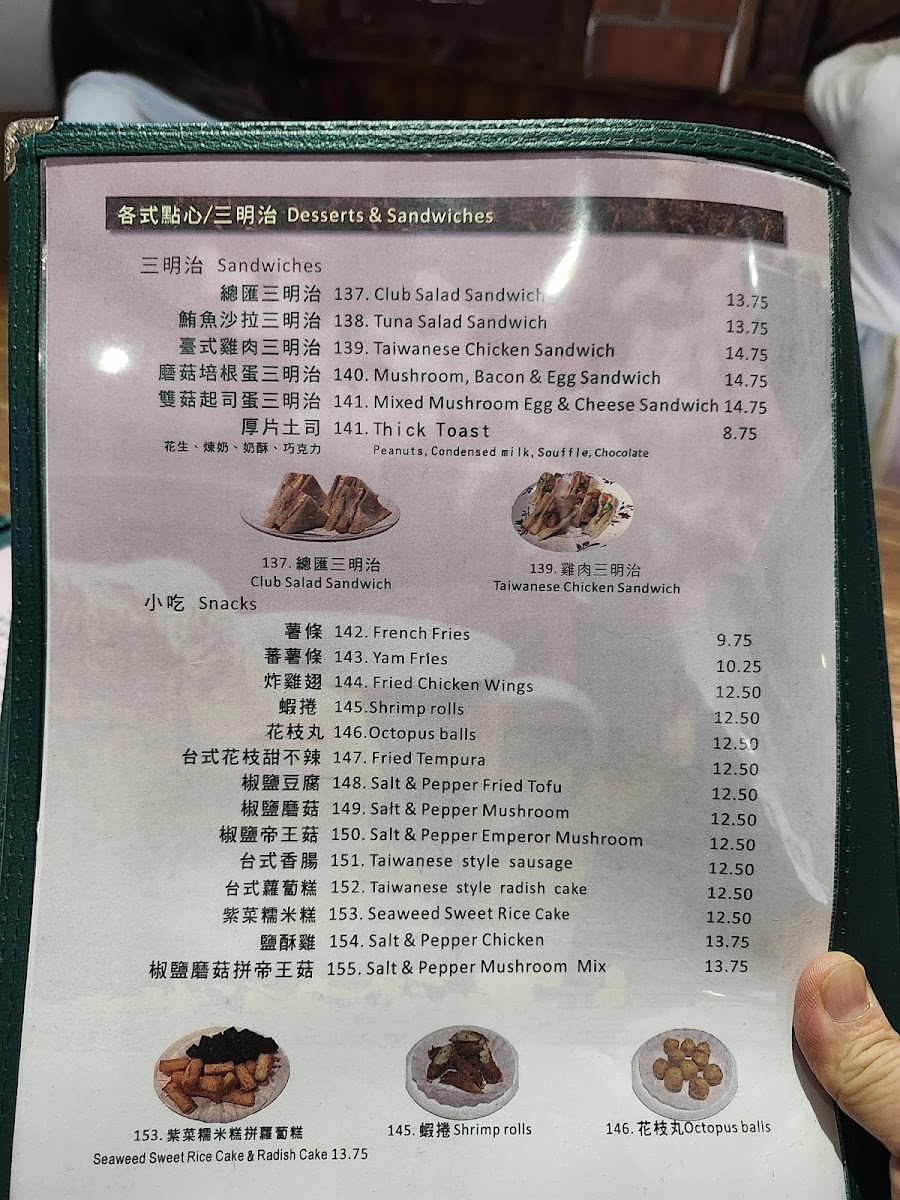 各式點心/三明治 Desserts & Sandwiches
三明治 Sandwiches
總匯三明治 137. Club Salad Sandwich 13.75
鮪魚沙拉三明治 138. Tuna Salad Sandwich 13.75
臺式雞肉三明治 139. Taiwanese Chicken Sandwich 14.75
磨菇培根蛋三明治 140. Mushroom, Bacon & Egg Sandwich 14.75
雙菇起司蛋三明治 141. Mixed Mushroom Egg & Cheese Sandwich 14.75
厚片土司 141. Thick Toast 8.75
花生、煉奶、奶酥、巧克力 Peanuts, Condensed milk, Souffle, Chocolate
137. 總匯三明治 139. 雞肉三明治
Club Salad Sandwich Taiwanese Chicken Sandwich
小吃 Snacks
薯條 142. French Fries 9.75
蕃薯條 143. Yam Fries 10.25
炸雞翅 144. Fried Chicken Wings 12.50
蝦捲 145.Shrimp rolls 12.50
花枝丸 146.Octopus balls 12.50
台式花枝甜不辣 147. Fried Tempura 12.50
椒鹽豆腐 148. Salt & Pepper Fried Tofu 12.50
椒鹽磨菇 149. Salt & Pepper Mushroom 12.50
椒鹽帝王菇 150. Salt & Pepper Emperor Mushroom 12.50
台式香腸 151. Taiwanese style sausage 12.50
台式蘿蔔糕 152. Taiwanese style radish cake 12.50
紫菜糯米糕 153. Seaweed Sweet Rice Cake 12.50
鹽酥雞 154. Salt & Pepper Chicken 13.75
椒鹽磨菇拼帝王菇 155. Salt & Pepper Mushroom Mix 13.75
153. 紫菜糯米糕拼蘿蔔糕 145. 蝦捲 Shrimp rolls 146. 花枝丸Octopus balls
Seaweed Sweet Rice Cake & Radish Cake 13.75